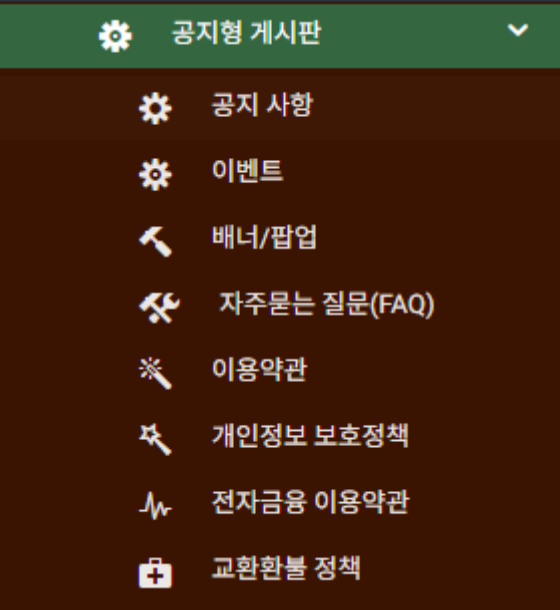 공지형 게시판
공지 사항
이벤트
배너/팝업
자주묻는 질문(FAQ)
이용약관
개인정보 보호정책
전자금융 이용약관
교환환불 정책